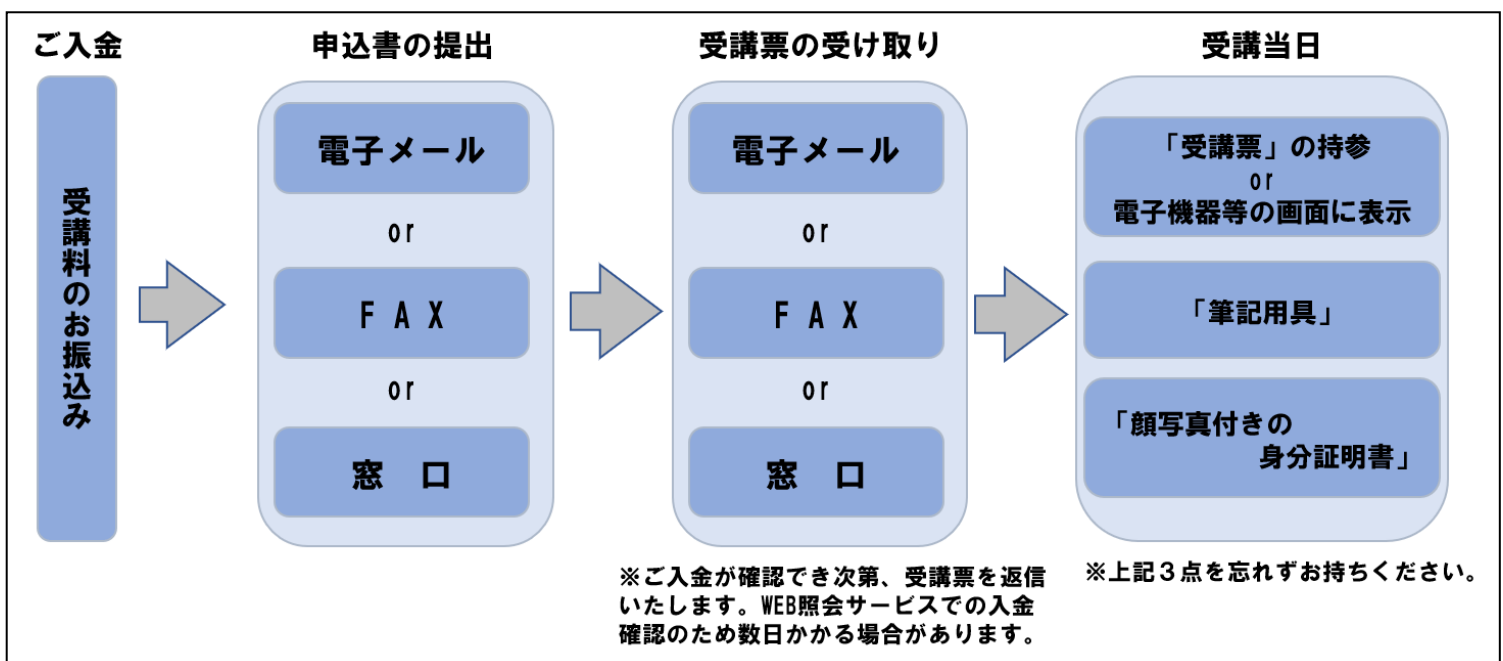 ご入金
受講料のお振込み
申込書の提出
電子メール
or
ＦＡＸ
or
窓　口
受講票の受け取り
電子メール
or
ＦＡＸ
or
窓　口
※ご入金が確認でき次第、受講票を返信
いたします。WEB照会サービスでの入金
確認のため数日かかる場合があります。
受講当日
「受講票」の持参
or
電子機器等の画面に表示
「筆記用具」
「顔写真付きの
身分証明書」
※上記３点を忘れずお持ちください。